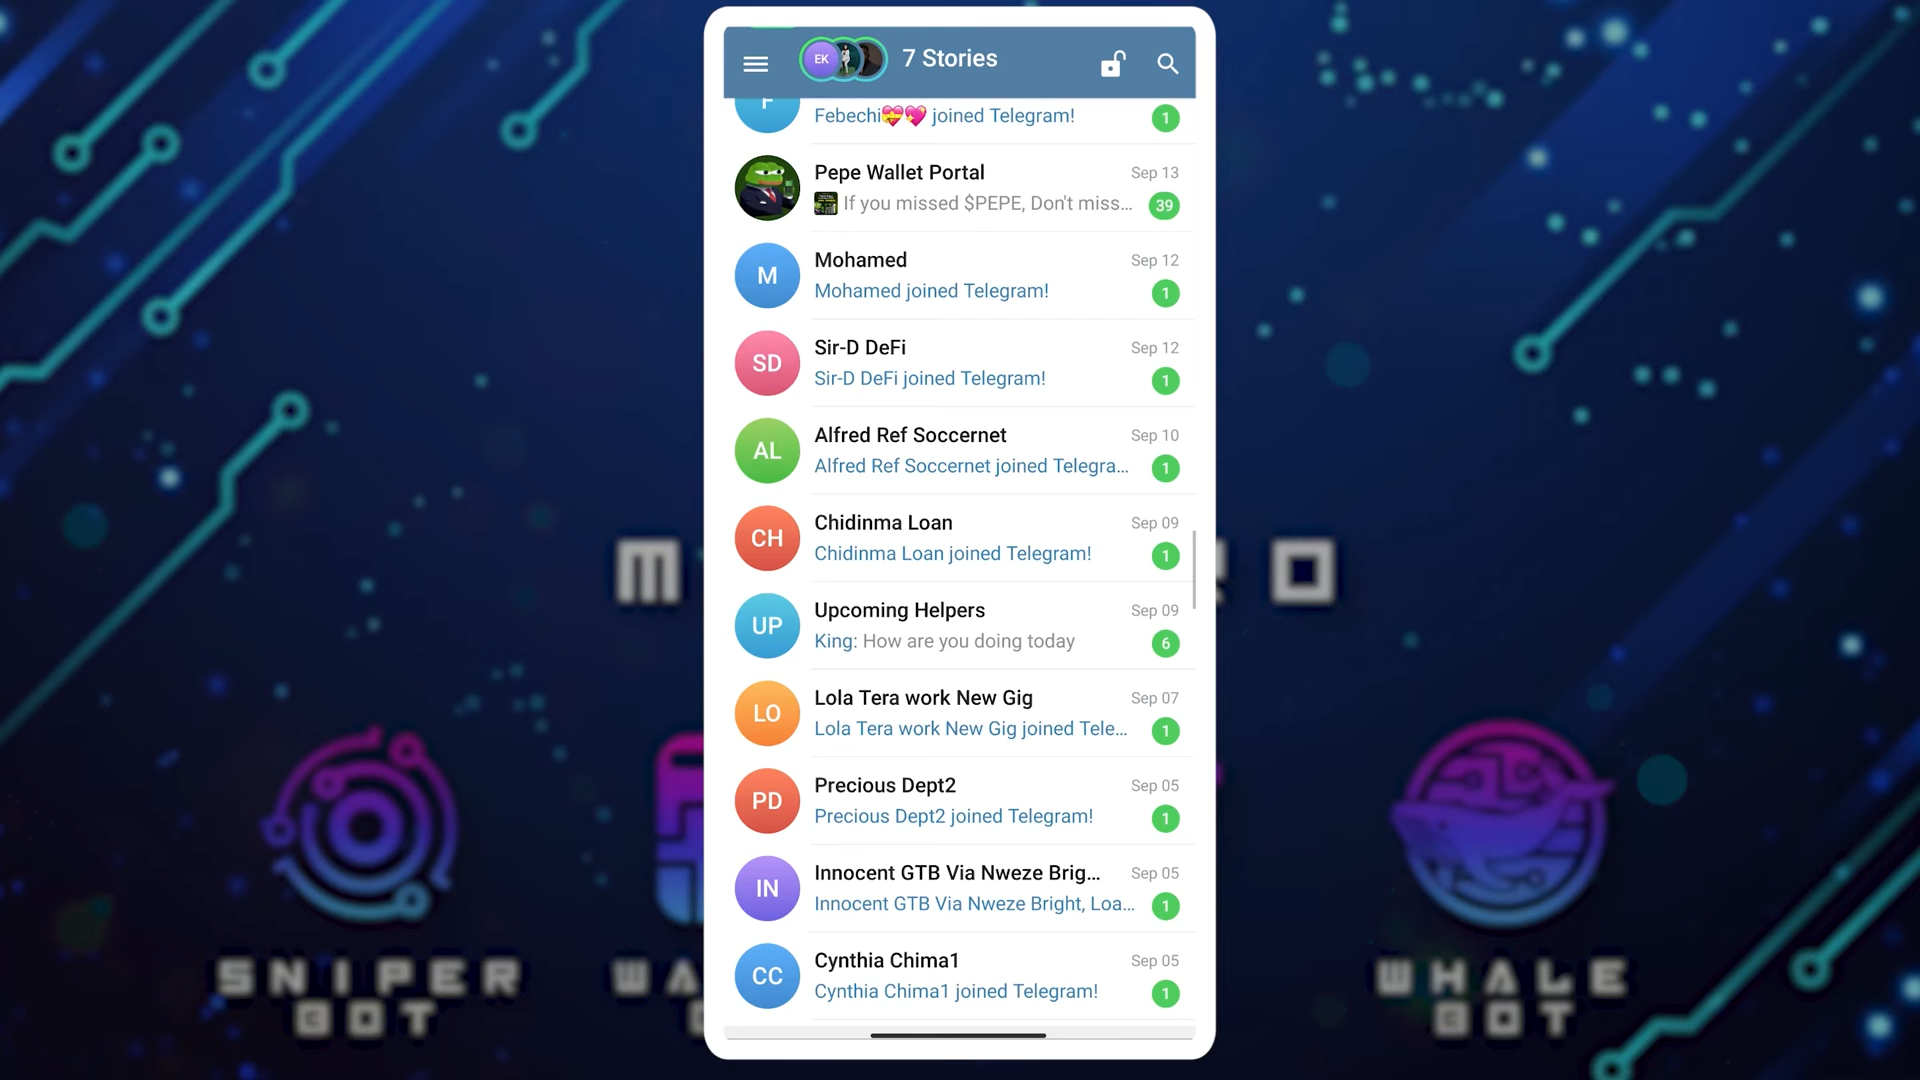 EK
7 Stories
F
Febechi💝💖 joined Telegram!
1
Pepe Wallet Portal
Sep 13
If you missed $PEPE, Don't miss...
39
M
Mohamed
Sep 12
Mohamed joined Telegram!
1
SD
Sir-D DeFi
Sep 12
Sir-D DeFi joined Telegram!
1
AL
Alfred Ref Soccernet
Sep 10
Alfred Ref Soccernet joined Telegra...
1
CH
Chidinma Loan
Sep 09
Chidinma Loan joined Telegram!
1
UP
Upcoming Helpers
Sep 09
King: How are you doing today
6
LO
Lola Tera work New Gig
Sep 07
Lola Tera work New Gig joined Tele...
1
PD
Precious Dept2
Sep 05
Precious Dept2 joined Telegram!
1
IN
Innocent GTB Via Nweze Brig...
Sep 05
Innocent GTB Via Nweze Bright, Loa...
1
CC
Cynthia Chima1
Sep 05
Cynthia Chima1 joined Telegram!
1
SNIPER
BOT
WHALE
BOT